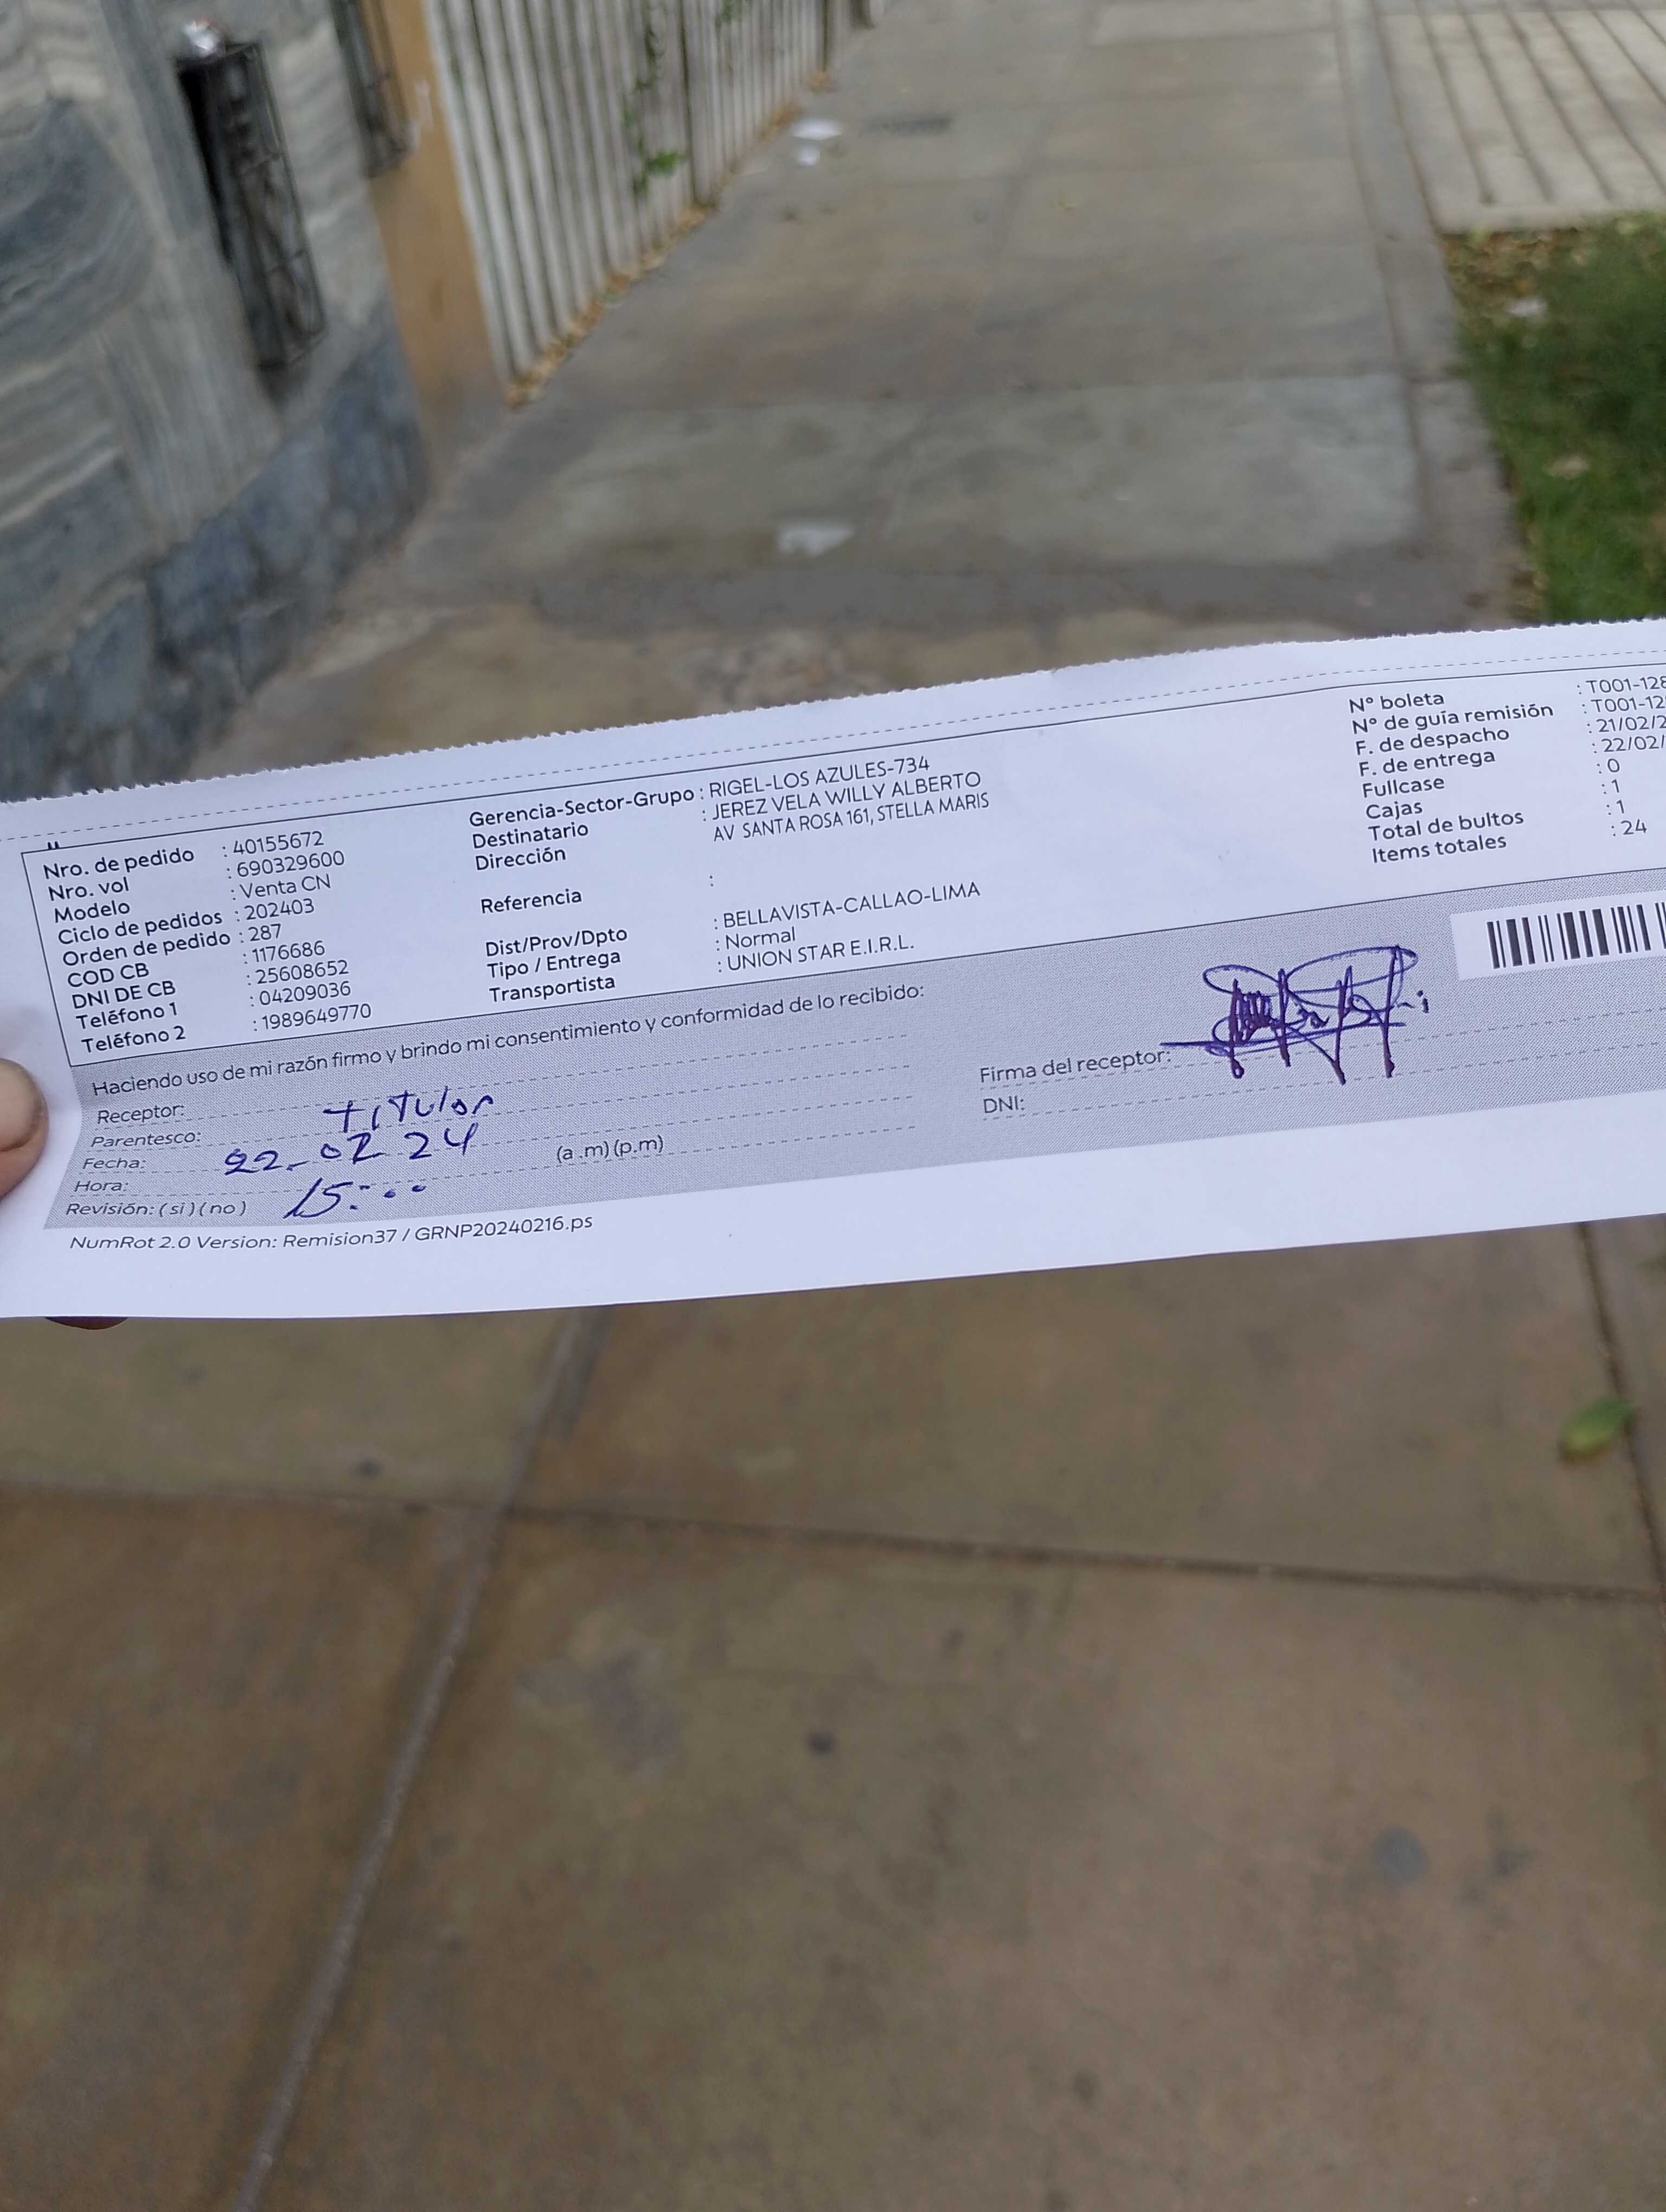 Nro. de pedido : 40155672
Nro. vol : 690329600
Modelo : Venta CN
Ciclo de pedidos : 202403
Orden de pedido : 287
COD CB : 1176686
DNI DE CB : 25608652
Teléfono 1 : 04209036
Teléfono 2 : 1989649770
Gerencia-Sector-Grupo : RIGEL-LOS AZULES-734
Destinatario : JEREZ VELA WILLY ALBERTO
Dirección AV SANTA ROSA 161, STELLA MARIS
Referencia :
Dist/Prov/Dpto : BELLAVISTA-CALLAO-LIMA
Tipo / Entrega : Normal
Transportista : UNION STAR E.I.R.L.
N° boleta : T001-128
N° de guía remisión : T001-12
F. de despacho : 21/02/2
F. de entrega : 22/02/
Fullcase : 0
Cajas : 1
Total de bultos : 1
Items totales : 24
Haciendo uso de mi razón firmo y brindo mi consentimiento y conformidad de lo recibido:
Receptor:
Parentesco: Titular
Fecha: 22-02 24
Hora: (a .m) (p.m)
Revisión: ( si ) ( no ) 15:00
Firma del receptor:
DNI:
NumRot 2.0 Version: Remision37 / GRNP20240216.ps